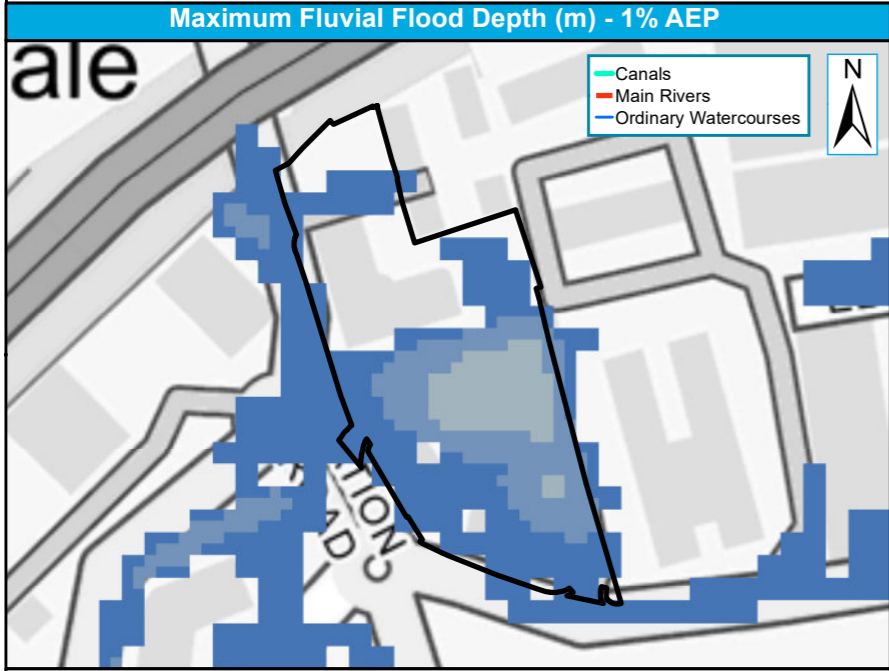 Maximum Fluvial Flood Depth (m) - 1% AEP
ale
Canals
Main Rivers
Ordinary Watercourses
N